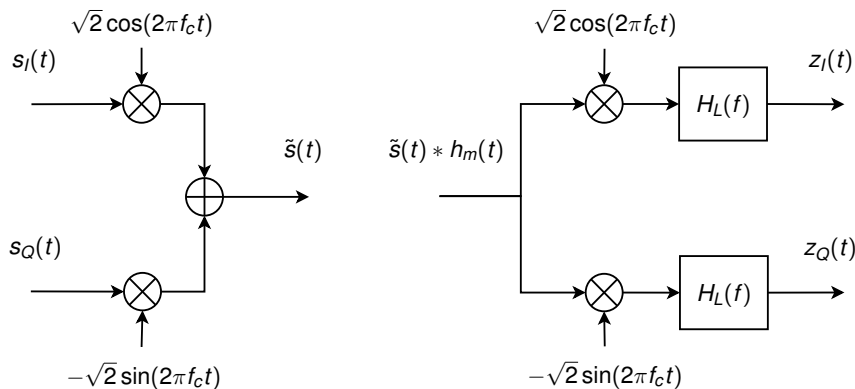 √2 cos(2πf_c t)
s_I(t)
s̃(t)
s_Q(t)
−√2 sin(2πf_c t)
√2 cos(2πf_c t)
z_I(t)
H_L(f)
s̃(t) ∗ h_m(t)
z_Q(t)
H_L(f)
−√2 sin(2πf_c t)